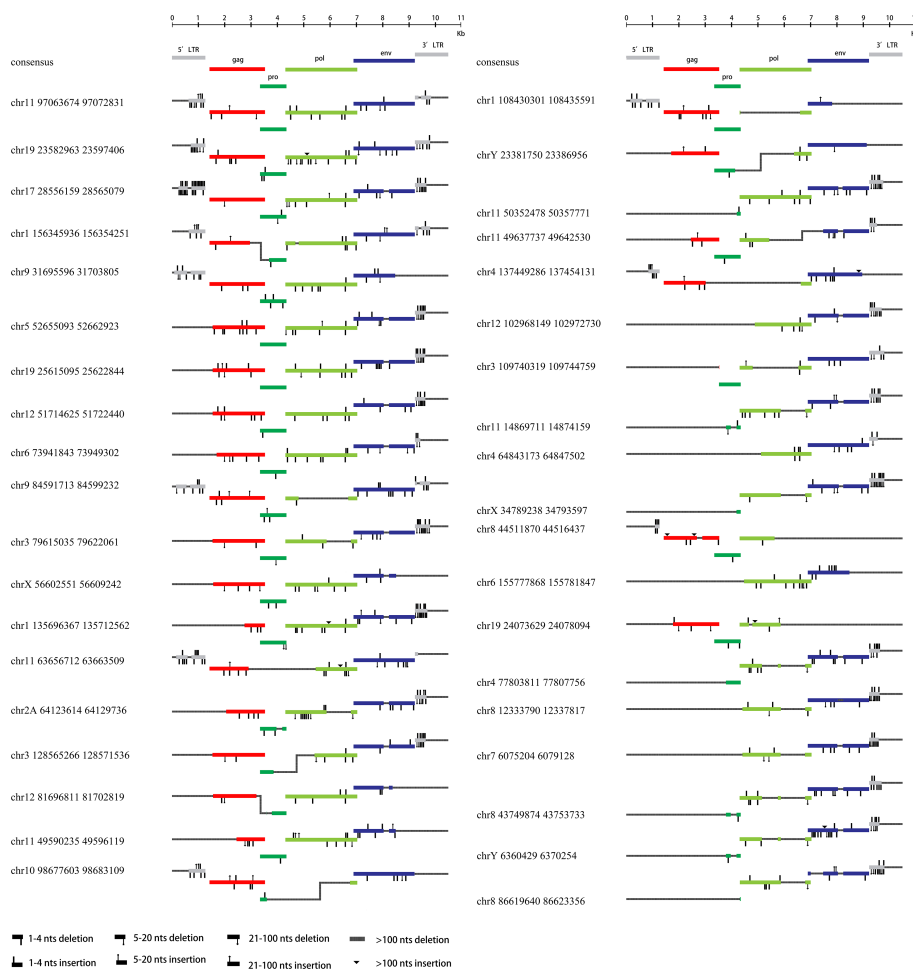 0 1 2 3 4 5 6 7 8 9 10 11
Kb
5' LTR
3' LTR
gag
pol
env
pro
consensus
chr11 97063674 97072831
chr19 23582963 23597406
chr17 28556159 28565079
chr1 156345936 156354251
chr9 31695596 31703805
chr5 52655093 52662923
chr19 25615095 25622844
chr12 51714625 51722440
chr6 73941843 73949302
chr9 84591713 84599232
chr3 79615035 79622061
chrX 56602551 56609242
chr1 135696367 135712562
chr11 63656712 63663509
chr2A 64123614 64129736
chr3 128565266 128571536
chr12 81696811 81702819
chr11 49590235 49596119
chr10 98677603 98683109
0 1 2 3 4 5 6 7 8 9 10
5' LTR
3' LTR
gag
pol
env
pro
consensus
chr1 108430301 108435591
chrY 23381750 23386956
chr11 50352478 50357771
chr11 49637737 49642530
chr4 137449286 137454131
chr12 102968149 102972730
chr3 109740319 109744759
chr11 14869711 14874159
chr4 64843173 64847502
chrX 34789238 34793597
chr8 44511870 44516437
chr6 155777868 155781847
chr19 24073629 24078094
chr4 77803811 77807756
chr8 12333790 12337817
chr7 6075204 6079128
chr8 43749874 43753733
chrY 6360429 6370254
chr8 86619640 86623356
1-4 nts deletion 5-20 nts deletion 21-100 nts deletion >100 nts deletion
1-4 nts insertion 5-20 nts insertion 21-100 nts insertion >100 nts insertion